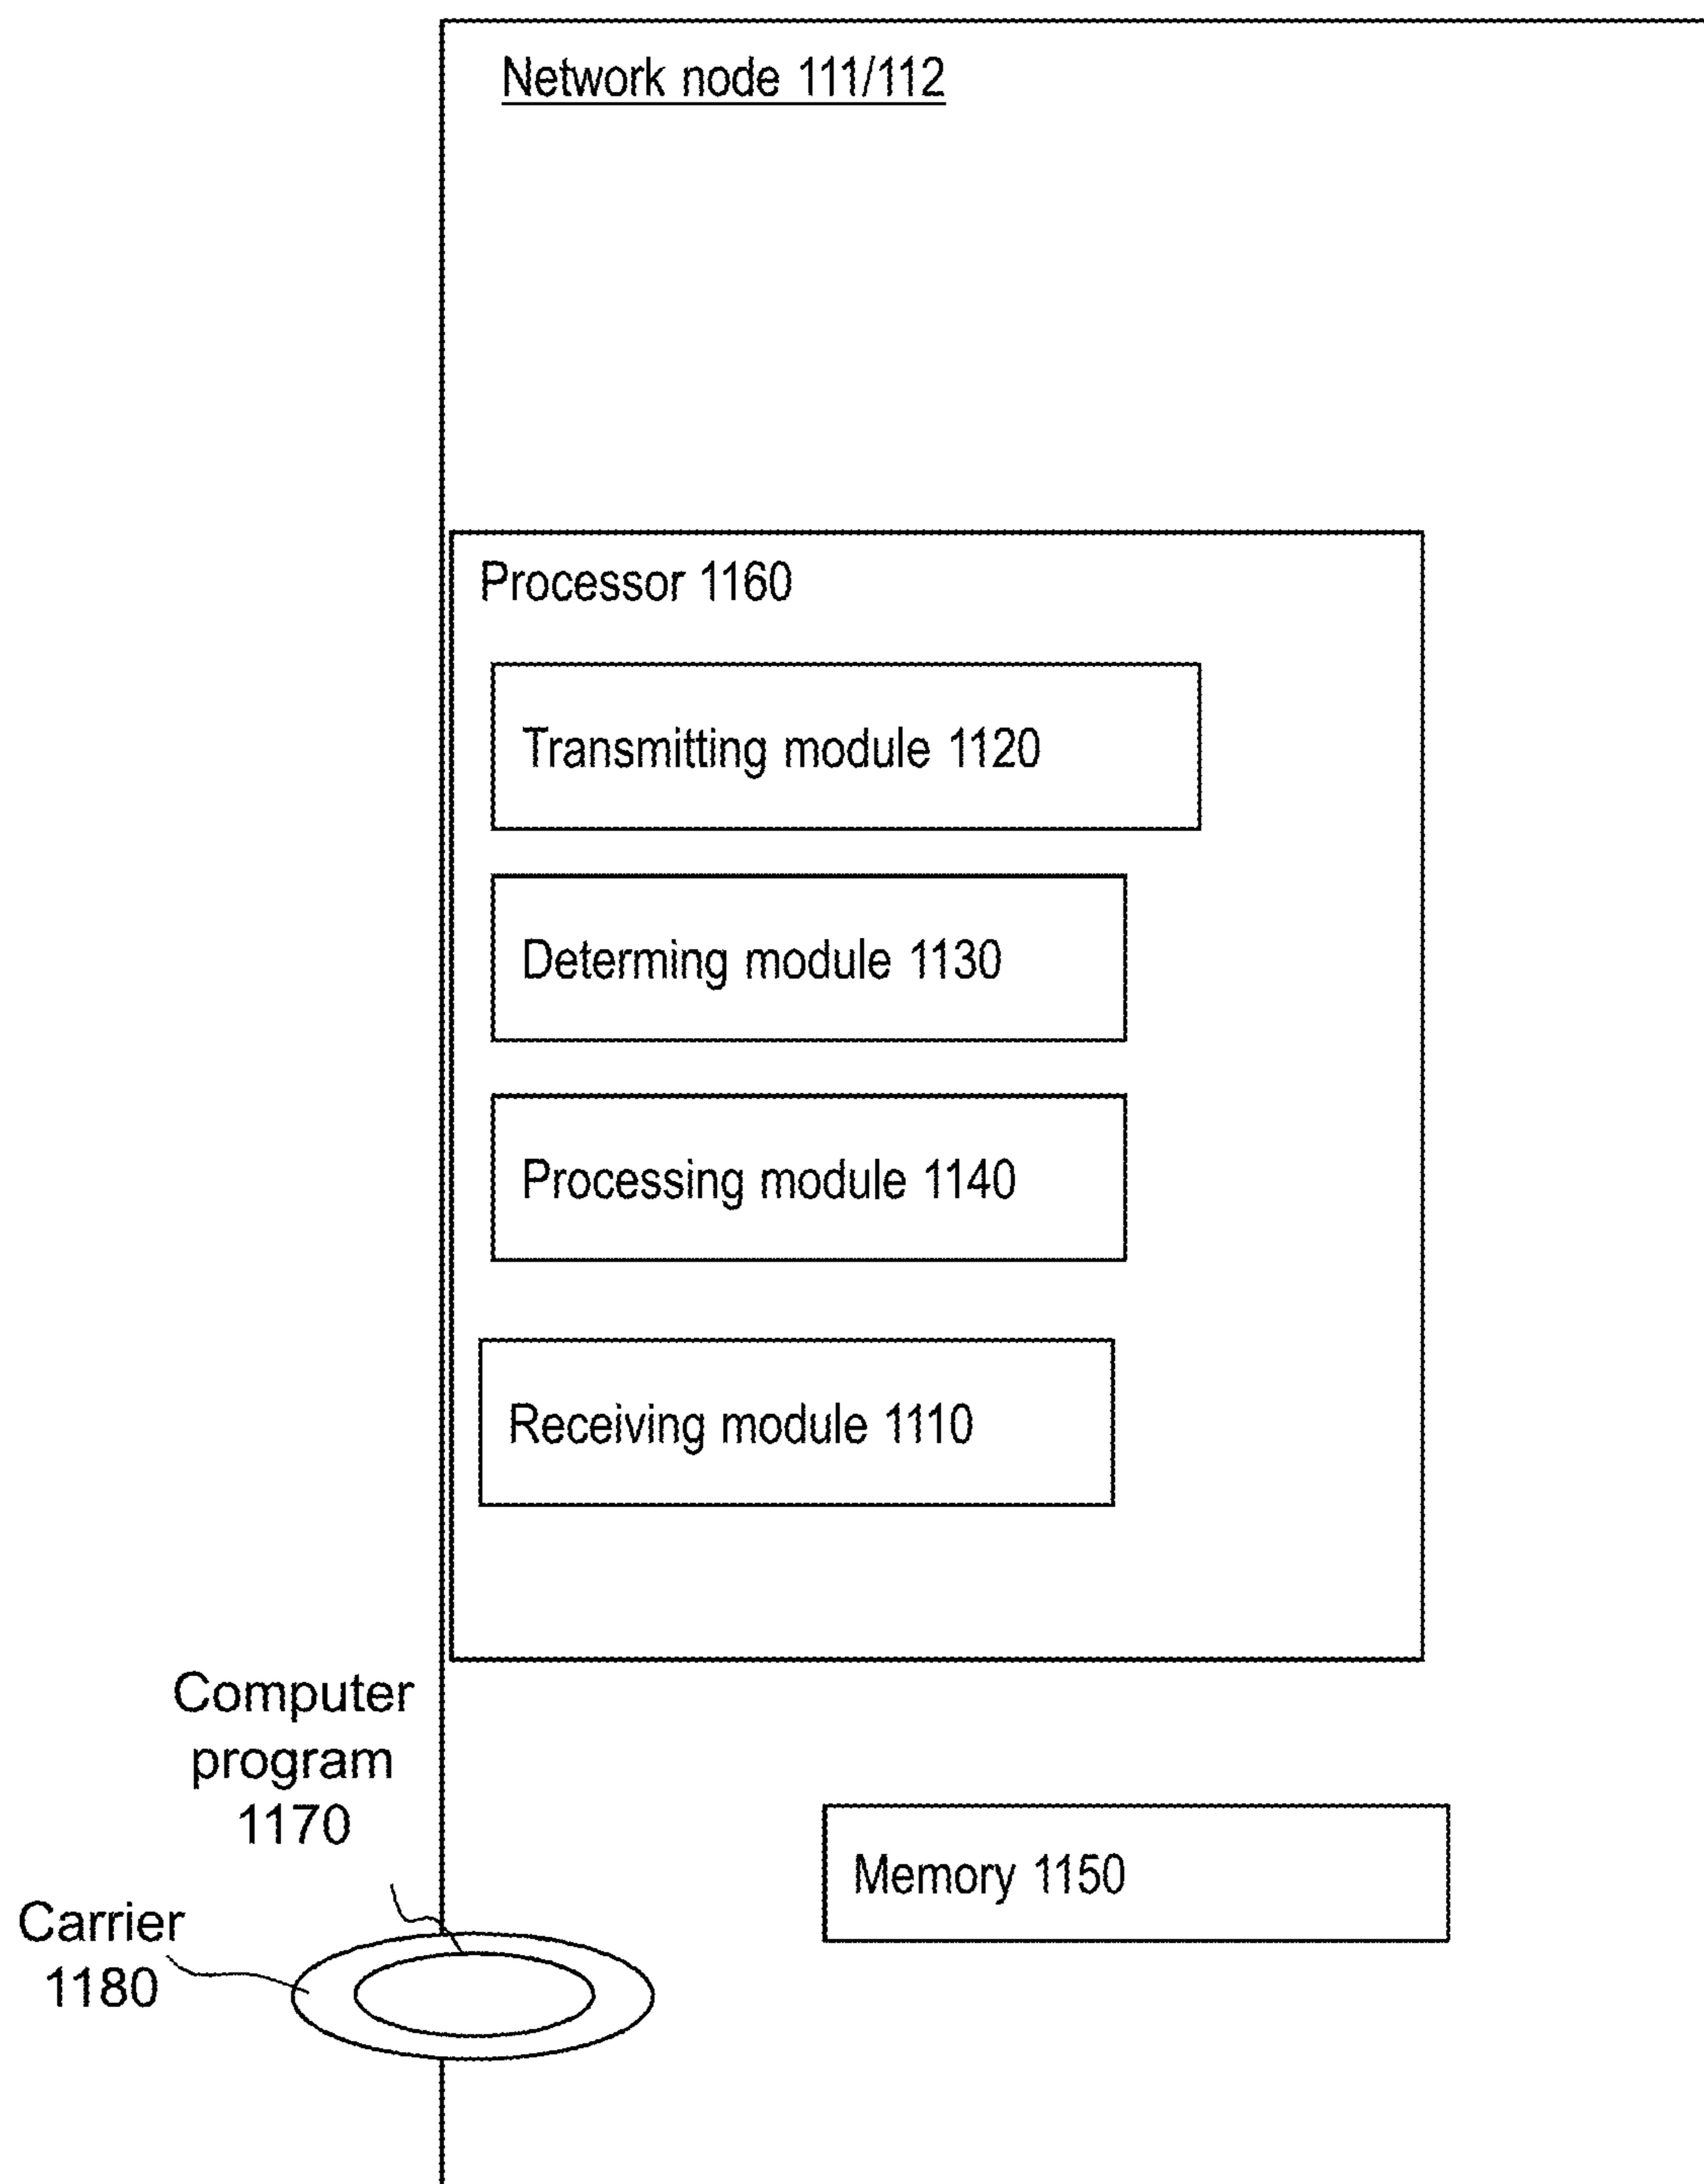 Network node 111/112
Processor 1160
Transmitting module 1120
Determing module 1130
Processing module 1140
Receiving module 1110
Computer
program
1170
Memory 1150
Carrier
1180